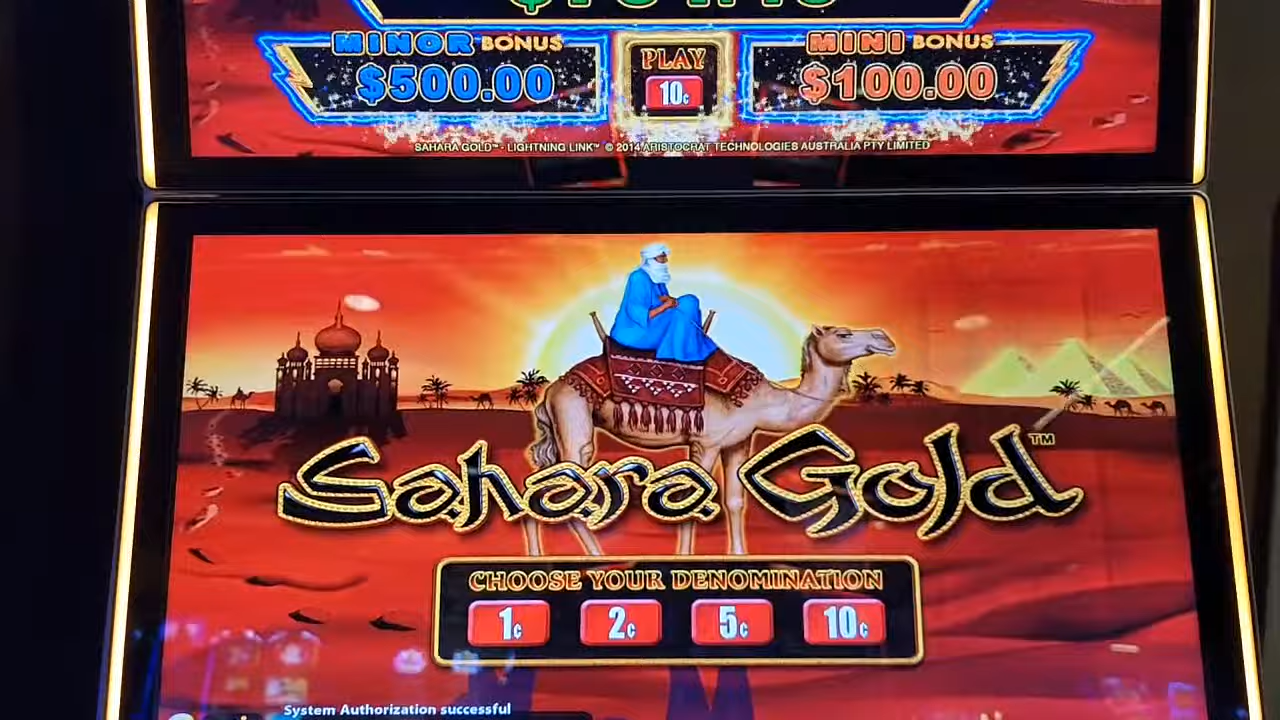 MINOR BONUS
$500.00
PLAY
10¢
MINI BONUS
$100.00
SAHARA GOLD™ - LIGHTNING LINK™ © 2014 ARISTOCRAT TECHNOLOGIES AUSTRALIA PTY LIMITED
Sahara Gold™
CHOOSE YOUR DENOMINATION
1¢ 2¢ 5¢ 10¢
System Authorization successful